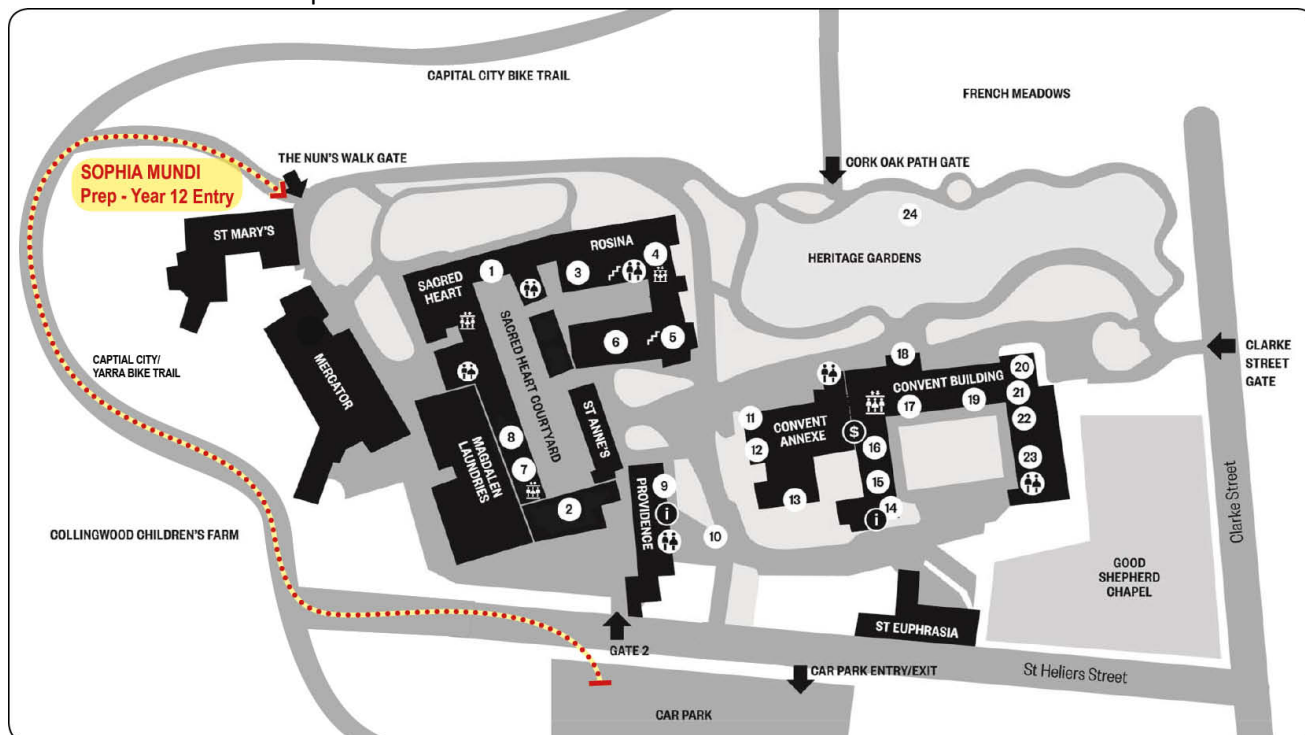 CAPITAL CITY BIKE TRAIL
FRENCH MEADOWS
THE NUN'S WALK GATE
CORK OAK PATH GATE
SOPHIA MUNDI
Prep - Year 12 Entry
24
ST MARY'S
ROSINA
HERITAGE GARDENS
SACRED
HEART
1
3
4
SACRED HEART COURTYARD
6
5
CAPTIAL CITY/
YARRA BIKE TRAIL
MERCATOR
CLARKE
STREET
GATE
18
CONVENT BUILDING
20
21
17
19
22
11
CONVENT
ANNEXE
12
$
16
ST ANNE'S
8
7
MAGDALEN
LAUNDRIES
9
i
PROVIDENCE
15
23
13
14
i
2
10
COLLINGWOOD CHILDREN'S FARM
Clarke Street
GOOD
SHEPHERD
CHAPEL
ST EUPHRASIA
GATE 2
CAR PARK ENTRY/EXIT
St Heliers Street
CAR PARK